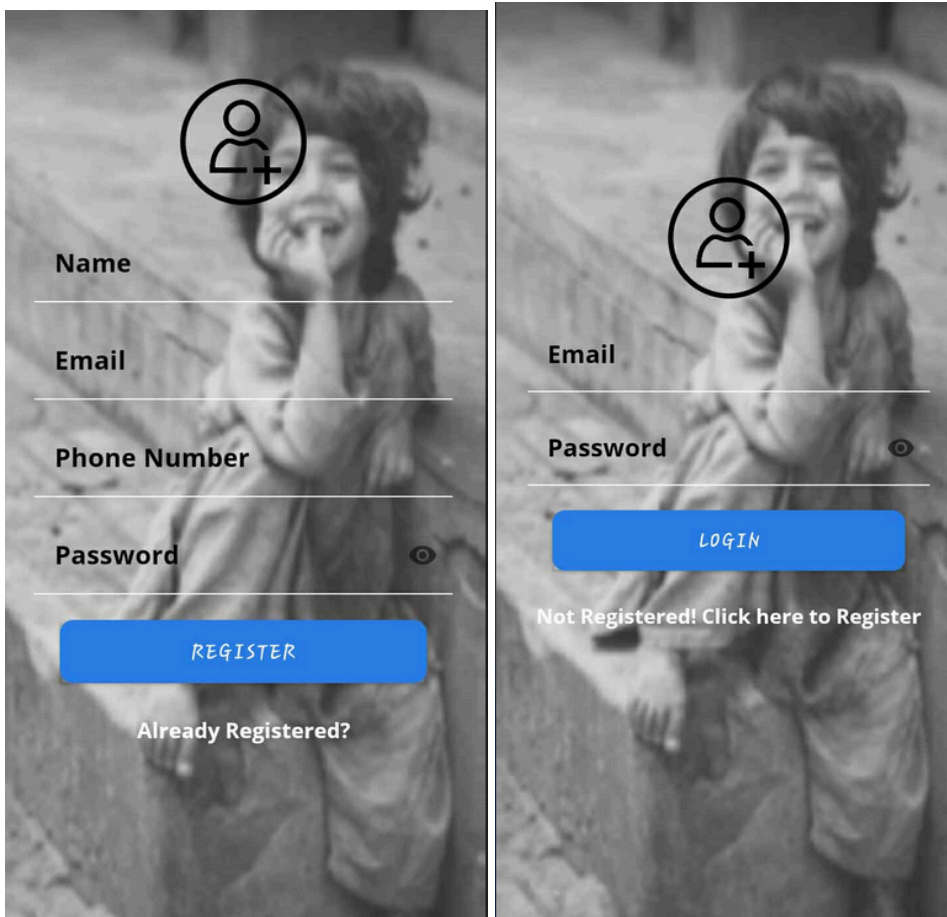 Name
Email
Phone Number
Password
REGISTER
Already Registered?
Email
Password
LOGIN
Not Registered! Click here to Register